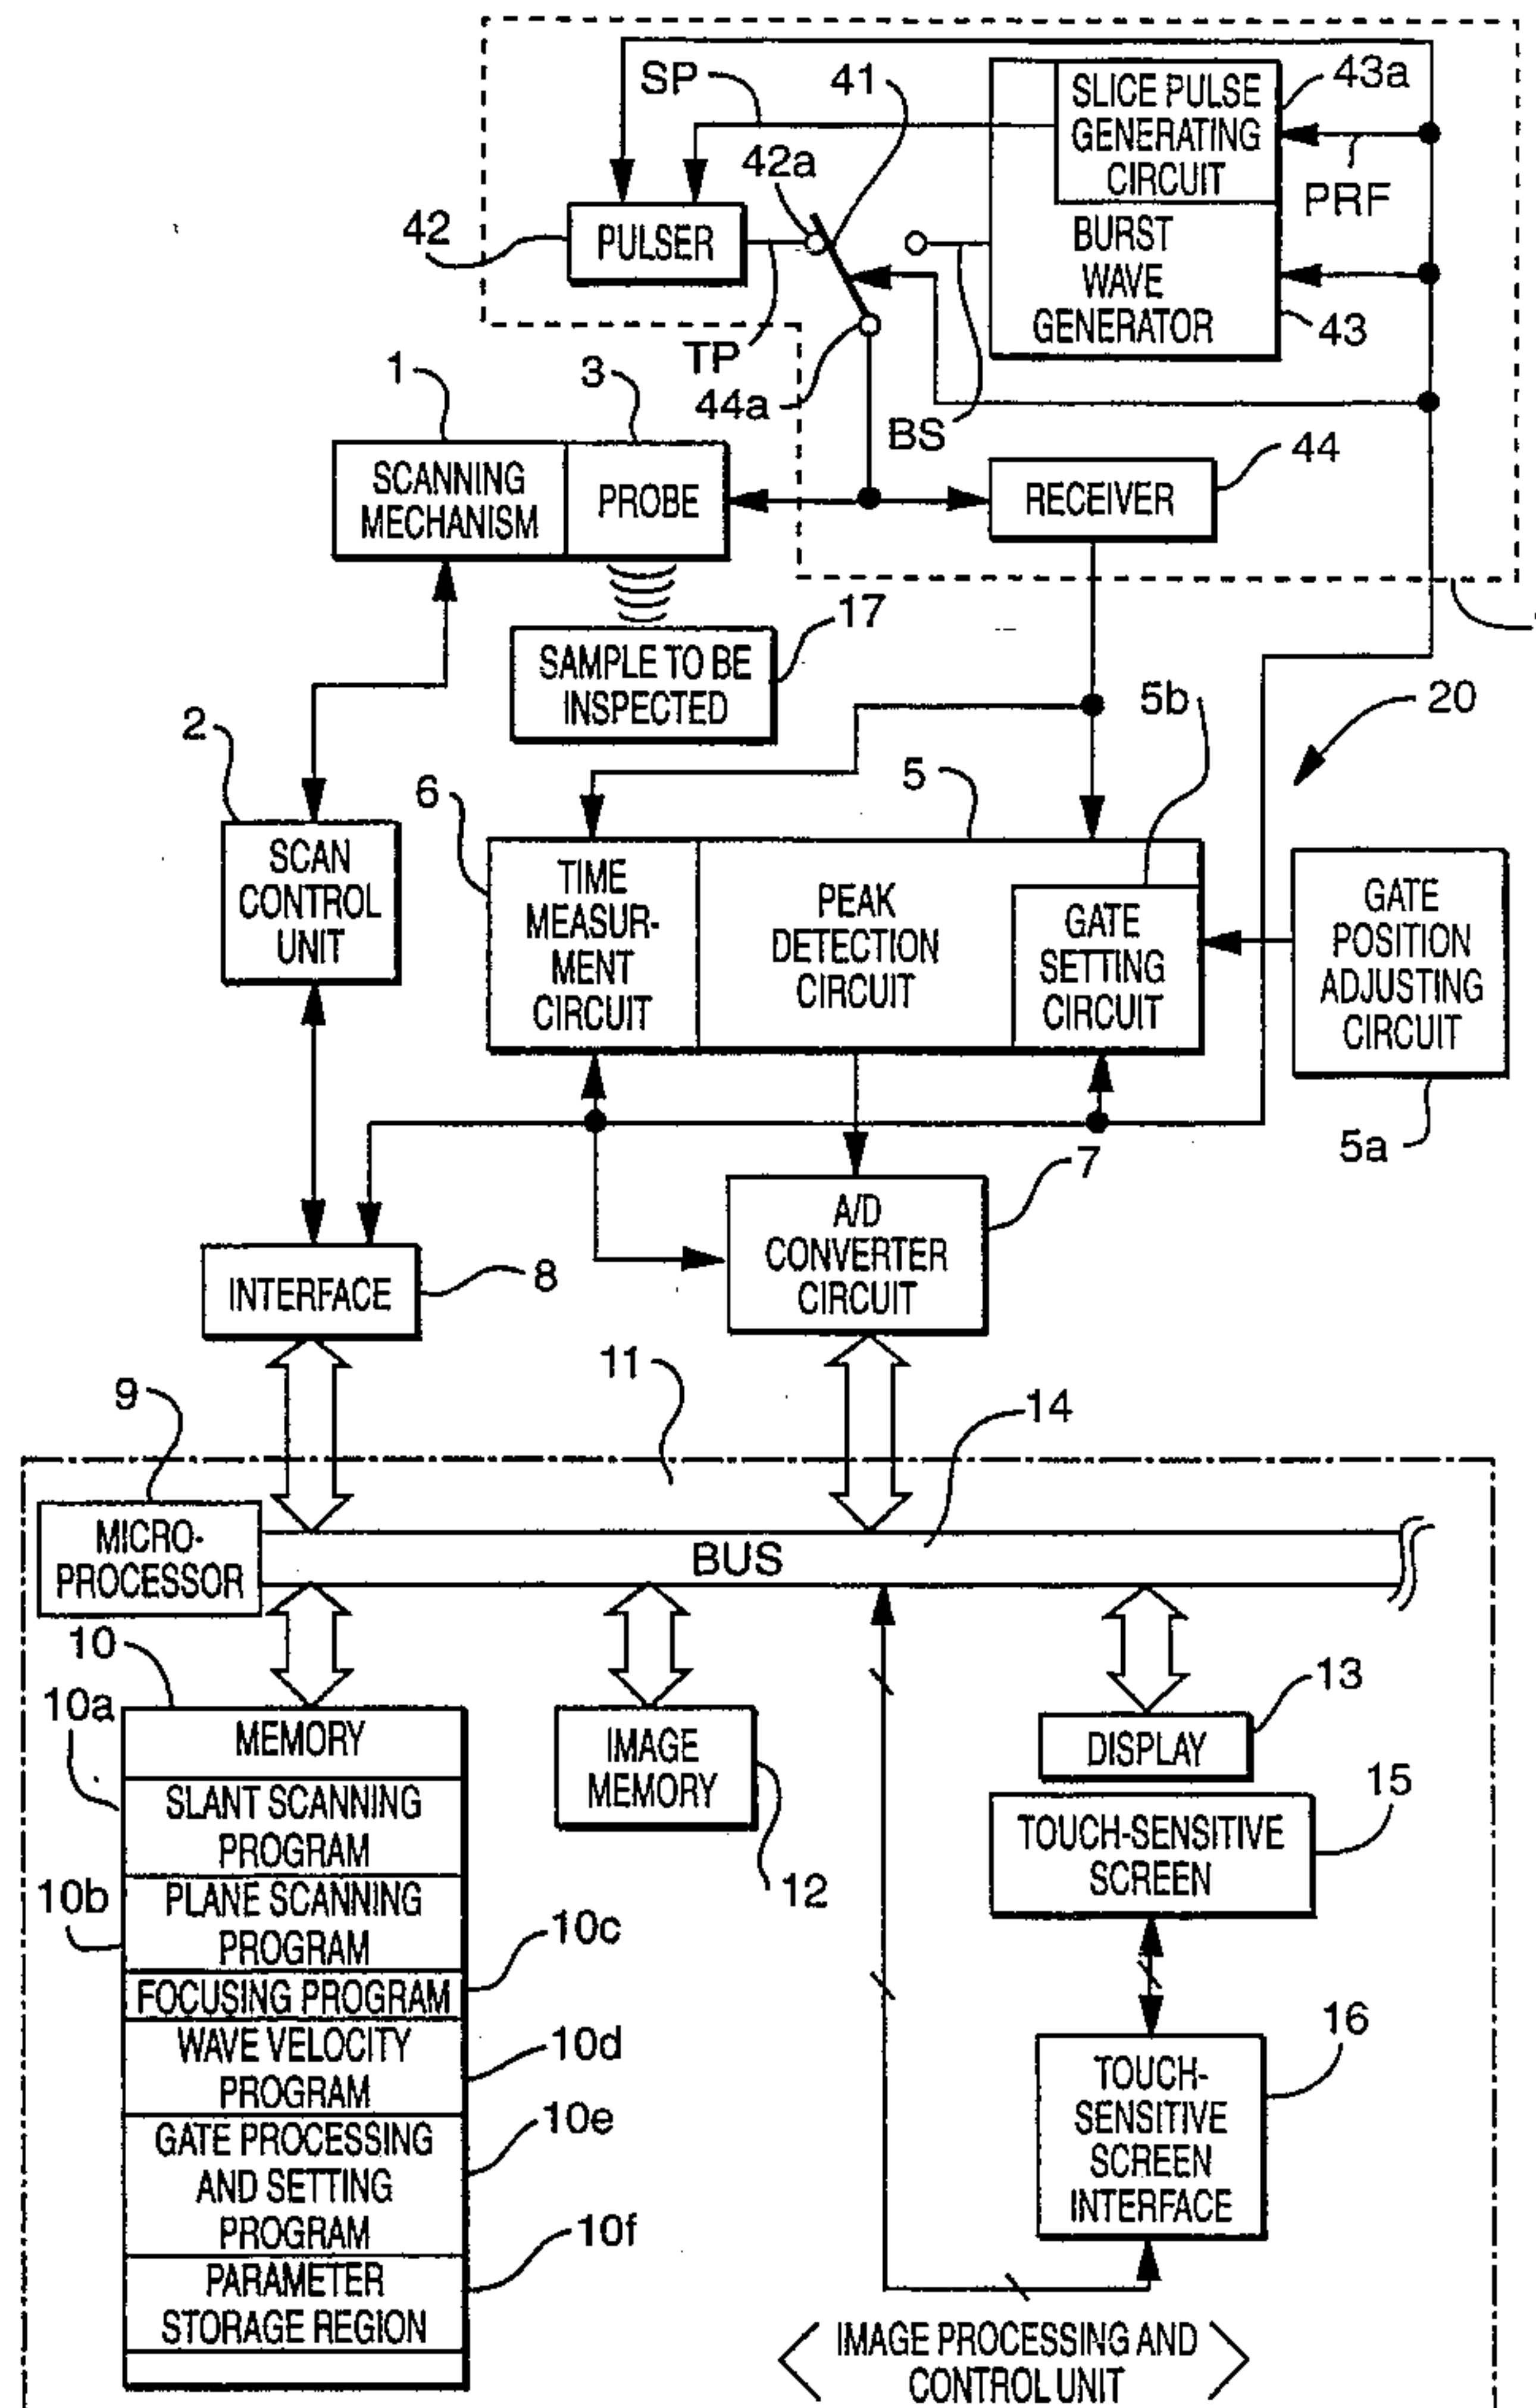 SP
41
SLICE PULSE
GENERATING
CIRCUIT
43a
42a
PRF
42
PULSER
BURST
WAVE
GENERATOR
43
TP
44a
BS
1
3
44
SCANNING
MECHANISM
PROBE
RECEIVER
17
SAMPLE TO BE
INSPECTED
2
5b
20
6
5
SCAN
CONTROL
UNIT
TIME
MEASUR-
MENT
CIRCUIT
PEAK
DETECTION
CIRCUIT
GATE
SETTING
CIRCUIT
GATE
POSITION
ADJUSTING
CIRCUIT
5a
7
A/D
CONVERTER
CIRCUIT
INTERFACE
8
11
9
14
MICRO-
PROCESSOR
BUS
10
10a
MEMORY
IMAGE
MEMORY
13
DISPLAY
15
SLANT SCANNING
PROGRAM
TOUCH-SENSITIVE
SCREEN
12
10b
PLANE SCANNING
PROGRAM
10c
FOCUSING PROGRAM
16
WAVE VELOCITY
PROGRAM
10d
TOUCH-
SENSITIVE
SCREEN
INTERFACE
GATE PROCESSING
AND SETTING
PROGRAM
10e
10f
PARAMETER
STORAGE REGION
IMAGE PROCESSING AND
CONTROL UNIT